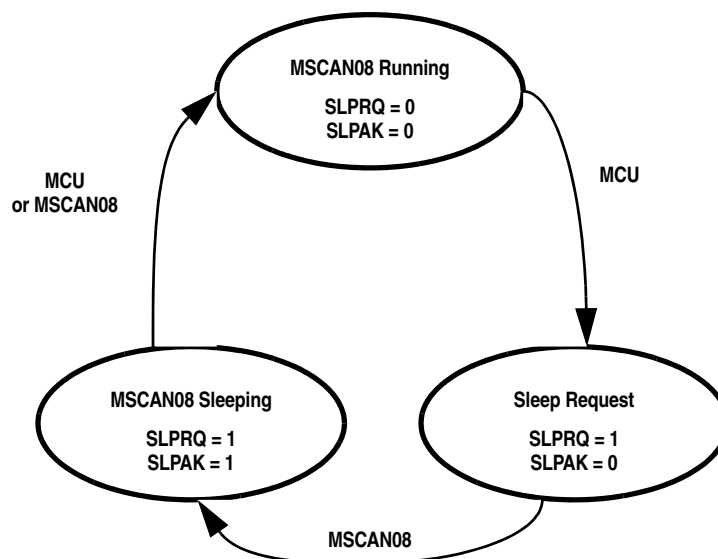 MSCAN08 Running
SLPRQ = 0
SLPAK = 0
MCU
or MSCAN08
MCU
MSCAN08 Sleeping
SLPRQ = 1
SLPAK = 1
Sleep Request
SLPRQ = 1
SLPAK = 0
MSCAN08